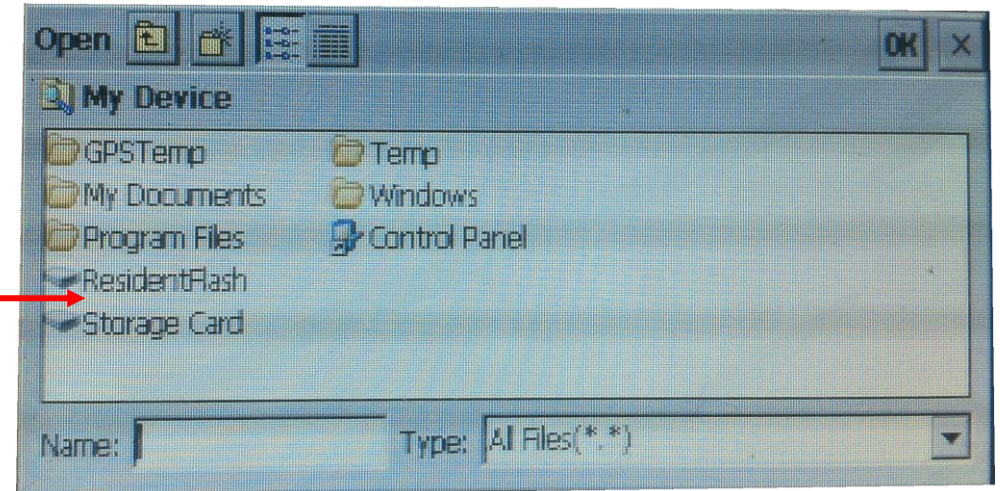 Open OK
My Device
GPSTemp Temp
My Documents Windows
Program Files Control Panel
ResidentFlash
Storage Card
Name: Type: All Files(*.*)